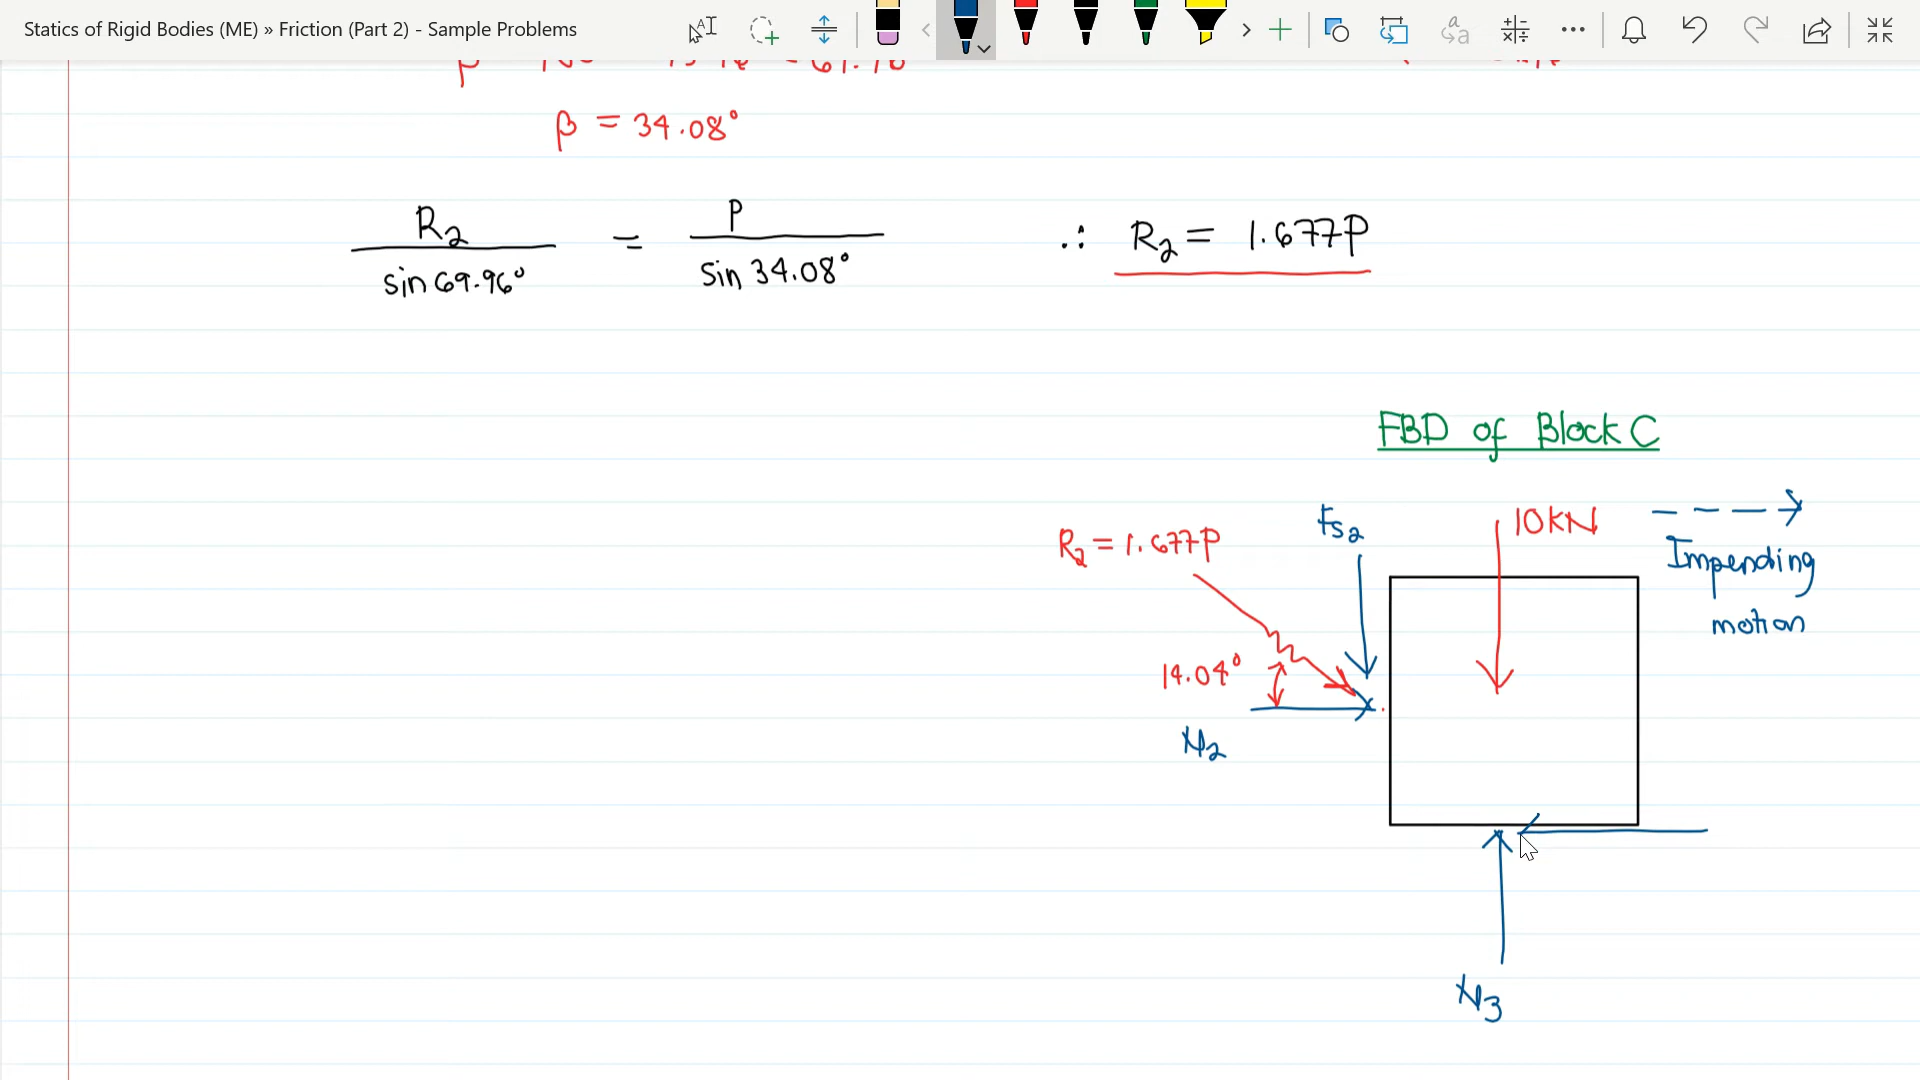 Statics of Rigid Bodies (ME) » Friction (Part 2) - Sample Problems
β = 34.08°
R₂ / sin 69.96° = P / sin 34.08° ∴ R₂ = 1.677P
FBD of Block C
Fs₂ 10KN
R₂ = 1.677P
Impending
motion
14.04°
N₂
N₃